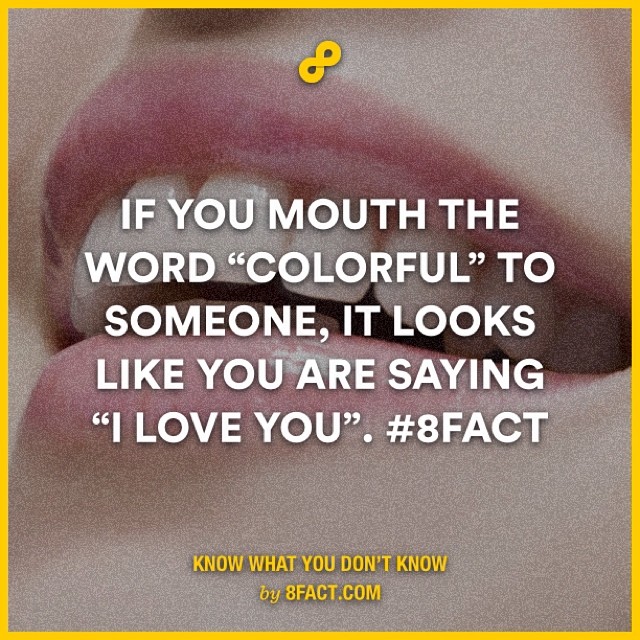 IF YOU MOUTH THE
WORD “COLORFUL” TO
SOMEONE, IT LOOKS
LIKE YOU ARE SAYING
“I LOVE YOU”. #8FACT
KNOW WHAT YOU DON’T KNOW
by 8FACT.COM